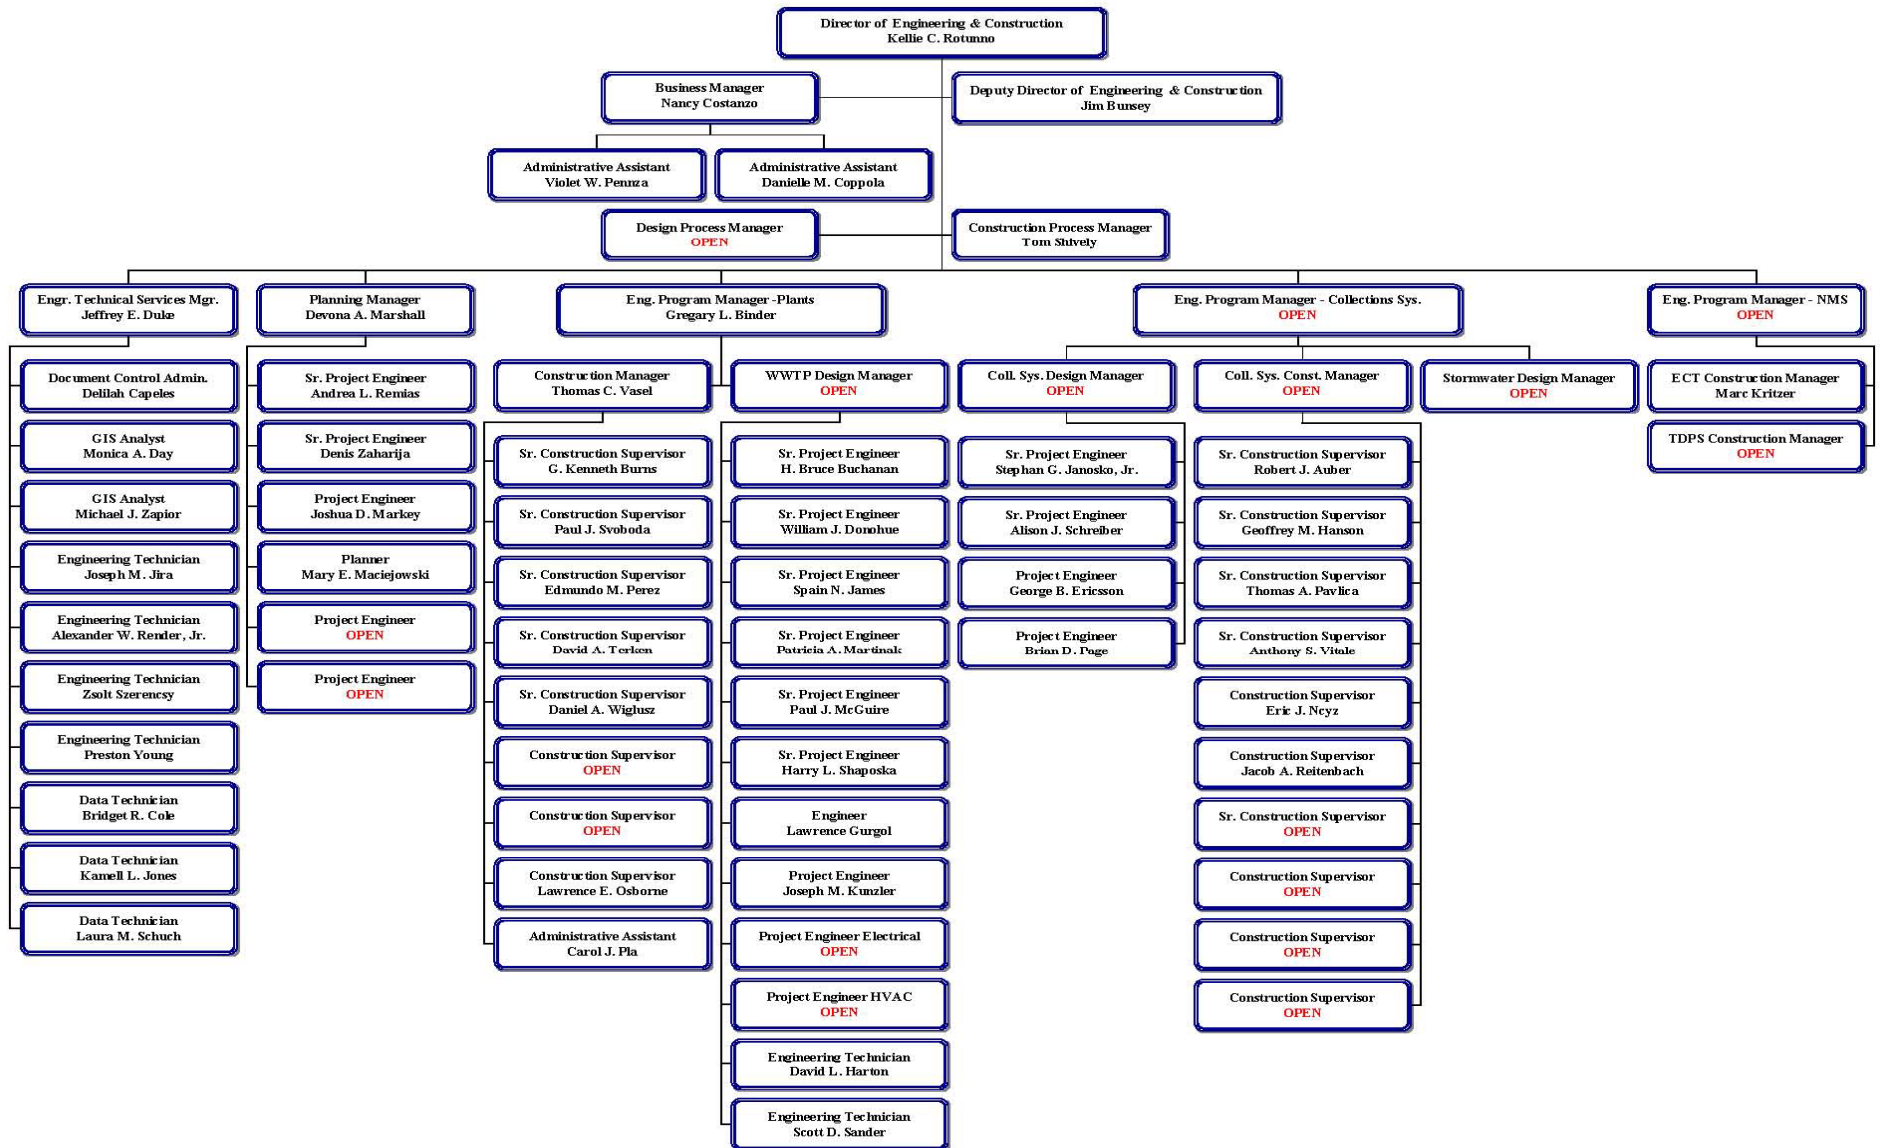 Director of Engineering & Construction
Kellie C. Rotunno
Business Manager
Nancy Costanzo
Deputy Director of Engineering & Construction
Jim Bunsey
Administrative Assistant
Violet W. Pennza
Administrative Assistant
Danielle M. Coppola
Design Process Manager
OPEN
Construction Process Manager
Tom Shively
Engr. Technical Services Mgr.
Jeffrey E. Duke
Planning Manager
Devona A. Marshall
Eng. Program Manager -Plants
Gregary L. Binder
Eng. Program Manager - Collections Sys.
OPEN
Eng. Program Manager - NMS
OPEN
Document Control Admin.
Delilah Capeles
GIS Analyst
Monica A. Day
GIS Analyst
Michael J. Zapior
Engineering Technician
Joseph M. Jira
Engineering Technician
Alexander W. Render, Jr.
Engineering Technician
Zsolt Szerencsy
Engineering Technician
Preston Young
Data Technician
Bridget R. Cole
Data Technician
Kamell L. Jones
Data Technician
Laura M. Schuch
Sr. Project Engineer
Andrea L. Remias
Sr. Project Engineer
Denis Zaharija
Project Engineer
Joshua D. Markey
Planner
Mary E. Maciejowski
Project Engineer
OPEN
Project Engineer
OPEN
Construction Manager
Thomas C. Vasel
Sr. Construction Supervisor
G. Kenneth Burns
Sr. Construction Supervisor
Paul J. Svoboda
Sr. Construction Supervisor
Edmundo M. Perez
Sr. Construction Supervisor
David A. Terken
Sr. Construction Supervisor
Daniel A. Wiglusz
Construction Supervisor
OPEN
Construction Supervisor
OPEN
Construction Supervisor
Lawrence E. Osborne
Administrative Assistant
Carol J. Pla
WWTP Design Manager
OPEN
Sr. Project Engineer
H. Bruce Buchanan
Sr. Project Engineer
William J. Donohue
Sr. Project Engineer
Spain N. James
Sr. Project Engineer
Patricia A. Martinak
Sr. Project Engineer
Paul J. McGuire
Sr. Project Engineer
Harry L. Shaposka
Engineer
Lawrence Gurgol
Project Engineer
Joseph M. Kunzler
Project Engineer Electrical
OPEN
Project Engineer HVAC
OPEN
Engineering Technician
David L. Harton
Engineering Technician
Scott D. Sander
Coll. Sys. Design Manager
OPEN
Sr. Project Engineer
Stephan G. Janosko, Jr.
Sr. Project Engineer
Alison J. Schreiber
Project Engineer
George B. Ericsson
Project Engineer
Brian D. Page
Coll. Sys. Const. Manager
OPEN
Sr. Construction Supervisor
Robert J. Auber
Sr. Construction Supervisor
Geoffrey M. Hanson
Sr. Construction Supervisor
Thomas A. Pavlica
Sr. Construction Supervisor
Anthony S. Vitale
Construction Supervisor
Eric J. Neyz
Construction Supervisor
Jacob A. Reitenbach
Sr. Construction Supervisor
OPEN
Construction Supervisor
OPEN
Construction Supervisor
OPEN
Construction Supervisor
OPEN
Stormwater Design Manager
OPEN
ECT Construction Manager
Marc Kritzer
TDPS Construction Manager
OPEN